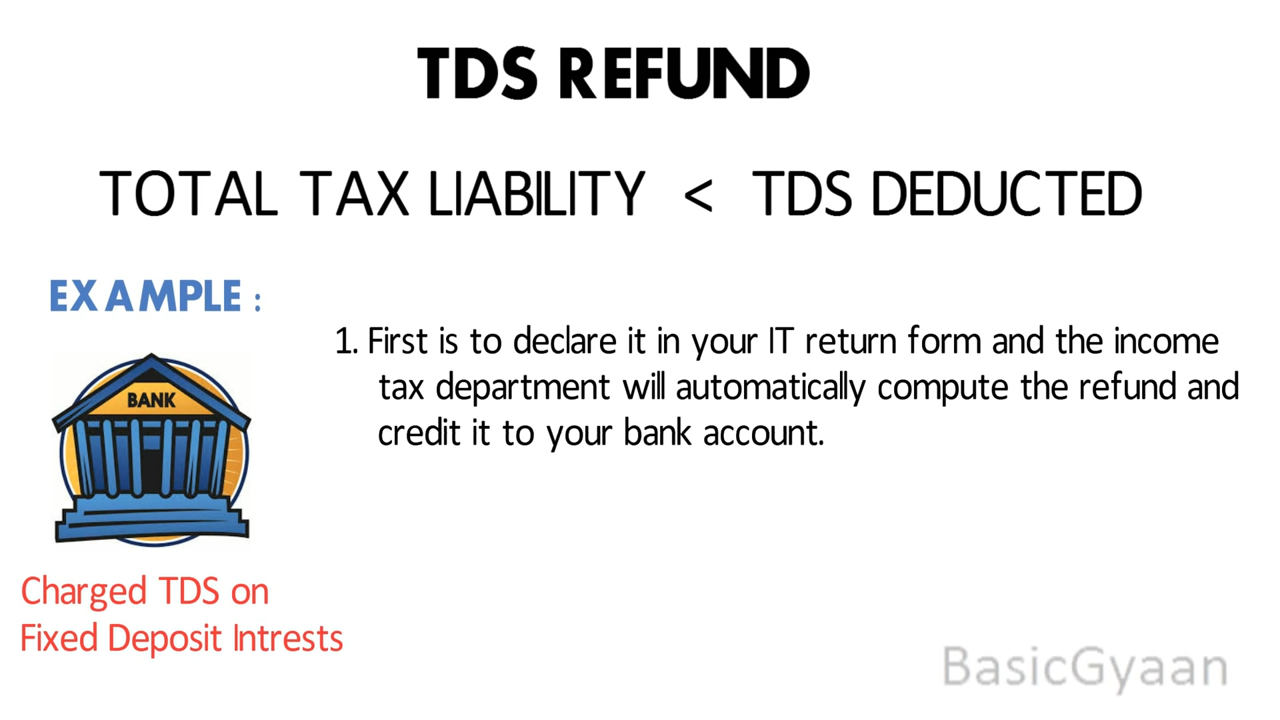 TDS REFUND
TOTAL TAX LIABILITY < TDS DEDUCTED
EXAMPLE :
BANK
1. First is to declare it in your IT return form and the income
tax department will automatically compute the refund and
credit it to your bank account.
Charged TDS on
Fixed Deposit Intrests
BasicGyaan